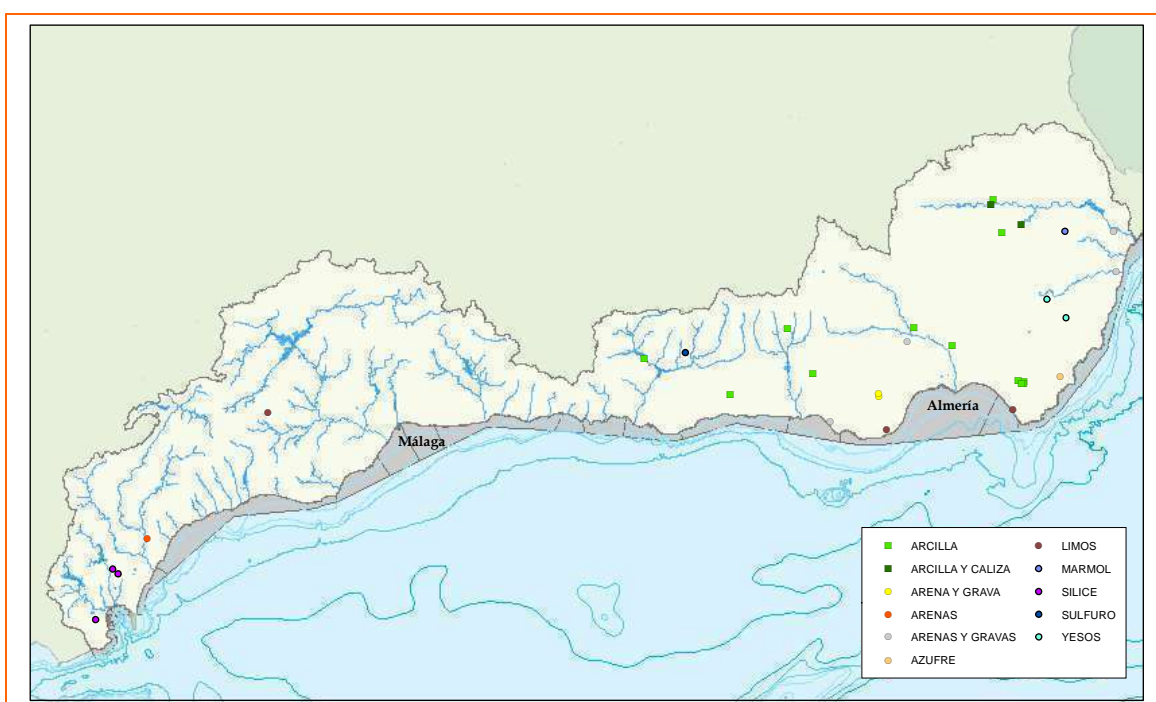 Almería
Málaga
ARCILLA
ARCILLA Y CALIZA
ARENA Y GRAVA
ARENAS
ARENAS Y GRAVAS
AZUFRE
LIMOS
MARMOL
SILICE
SULFURO
YESOS